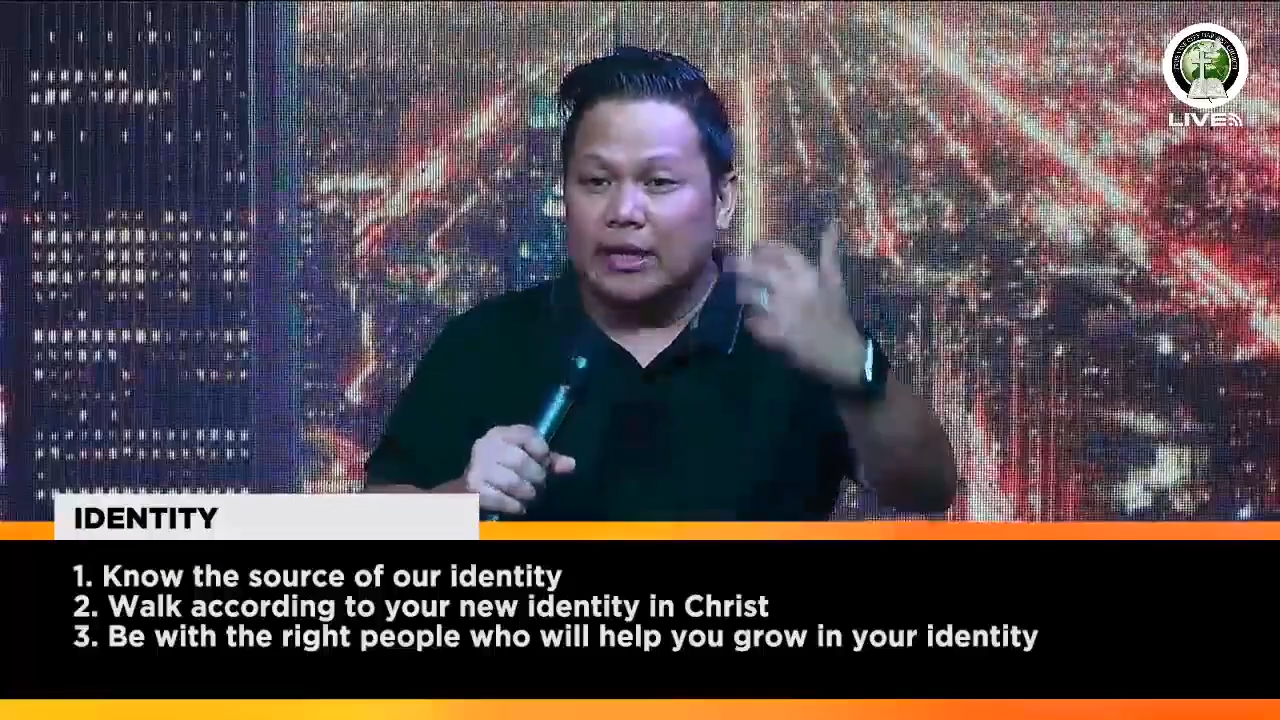 LIVE
IDENTITY
1. Know the source of our identity
2. Walk according to your new identity in Christ
3. Be with the right people who will help you grow in your identity